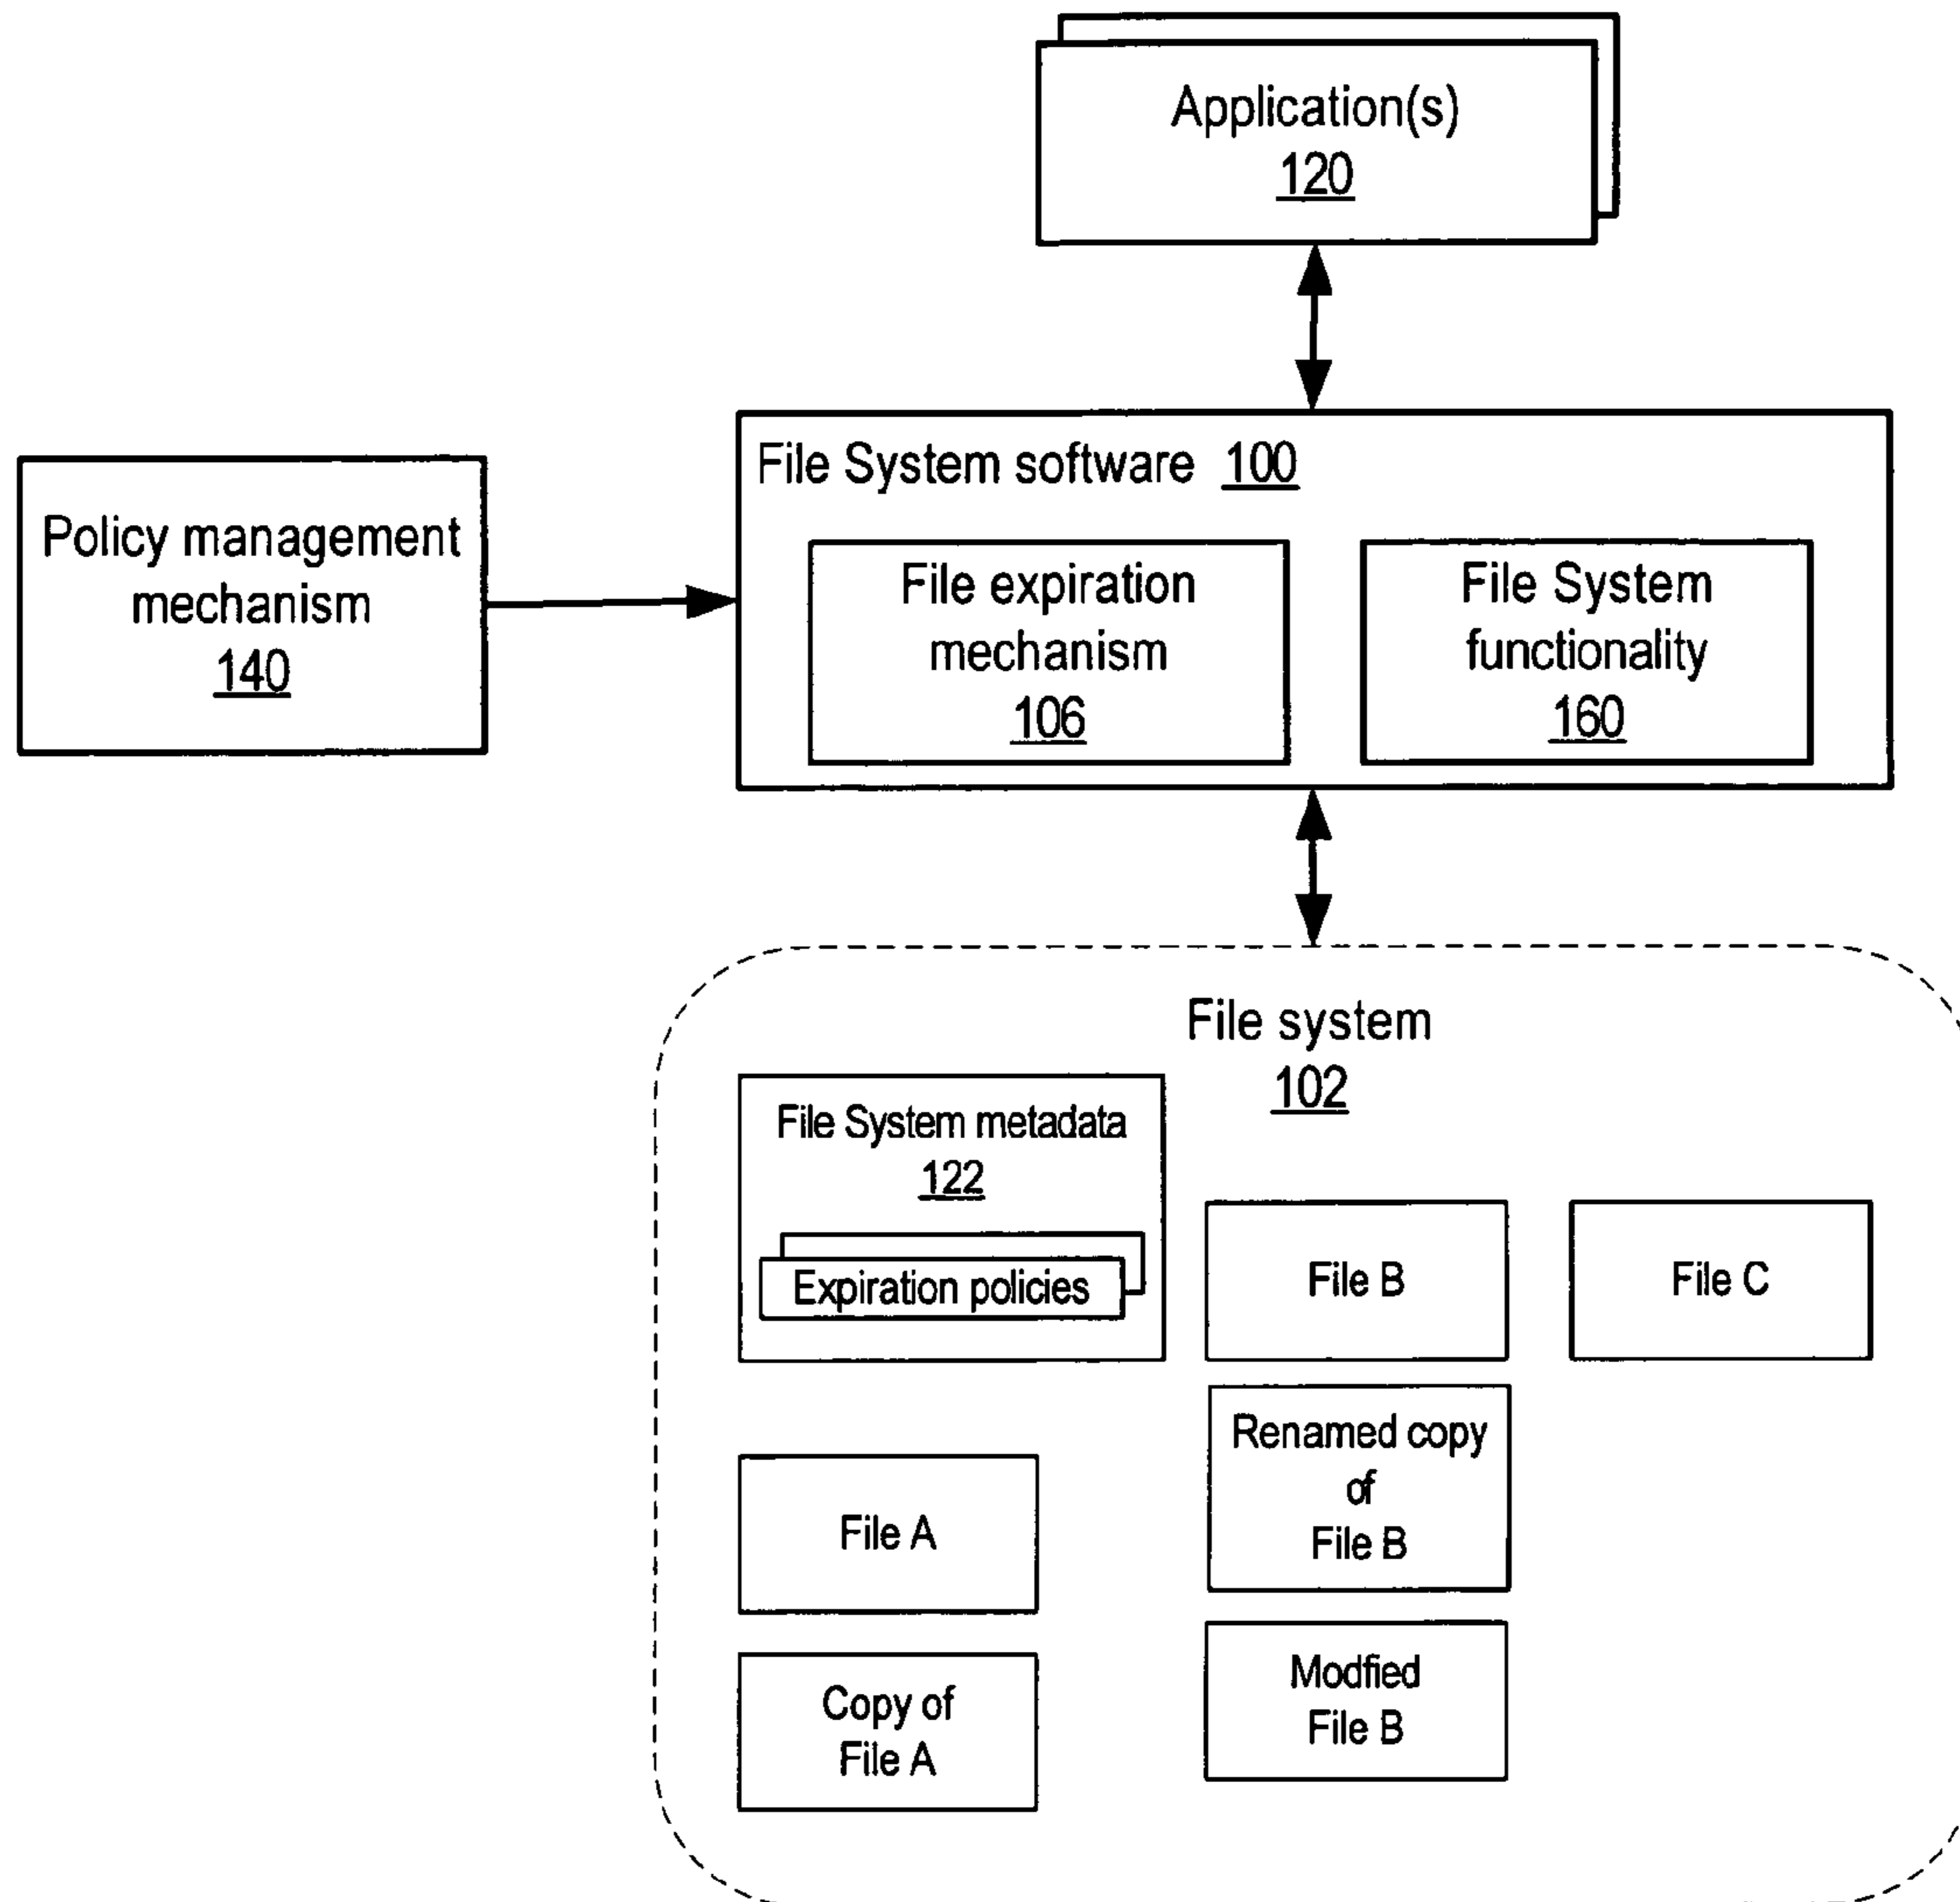 Application(s)
120
File System software 100
Policy management
mechanism
140
File expiration
mechanism
106
File System
functionality
160
File system
102
File System metadata
122
Expiration policies
File B
File C
Renamed copy
of
File B
File A
Modfied
File B
Copy of
File A